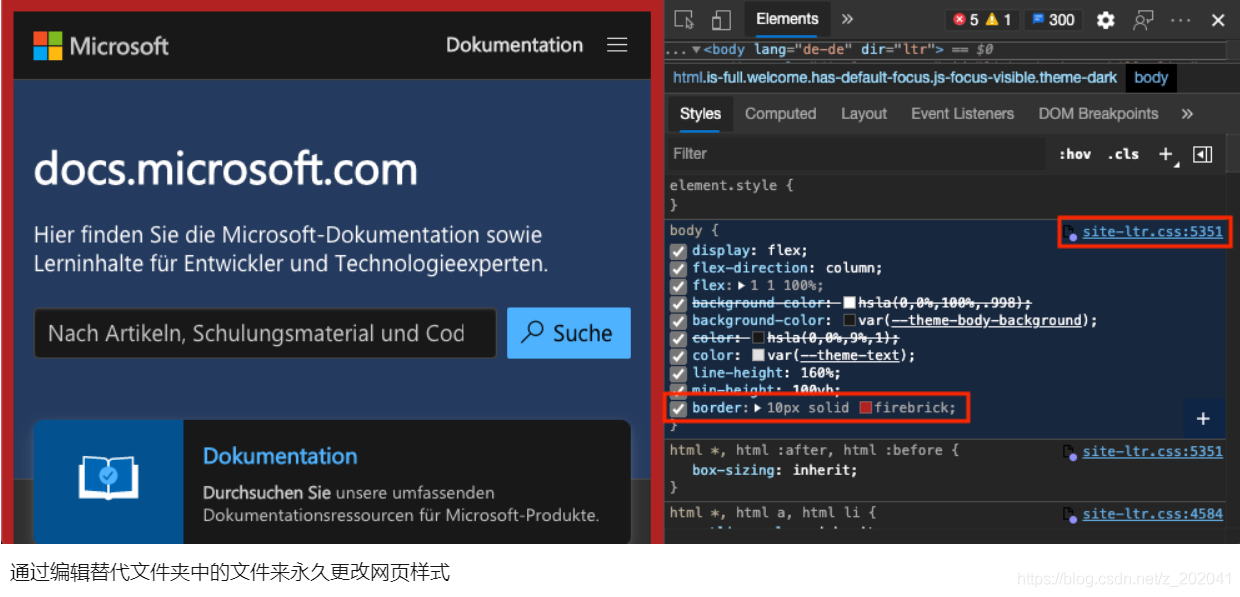 Microsoft
Dokumentation
docs.microsoft.com
Hier finden Sie die Microsoft-Dokumentation sowie
Lerninhalte für Entwickler und Technologieexperten.
Nach Artikeln, Schulungsmaterial und Cod
Suche
Dokumentation
Durchsuchen Sie unsere umfassenden
Dokumentationsressourcen für Microsoft-Produkte.
Elements » 5 1 300 ··· ×
...▼<body lang="de-de" dir="ltr"> == $0
html.is-full.welcome.has-default-focus.js-focus-visible.theme-dark body
Styles Computed Layout Event Listeners DOM Breakpoints »
Filter :hov .cls +
element.style {
}
body { site-ltr.css:5351
display: flex;
flex-direction: column;
flex:▶1 1 100%;
background-color: hsla(0,0%,100%,.998);
background-color: var(--theme-body-background);
color: hsla(0,0%,9%,1);
color: var(--theme-text);
line-height: 160%;
min-height: 100vh;
border:▶10px solid firebrick;
}
+
html *, html :after, html :before { site-ltr.css:5351
box-sizing: inherit;
}
html *, html a, html li { site-ltr.css:4584
通过编辑替代文件夹中的文件来永久更改网页样式
https://blog.csdn.net/z_202041